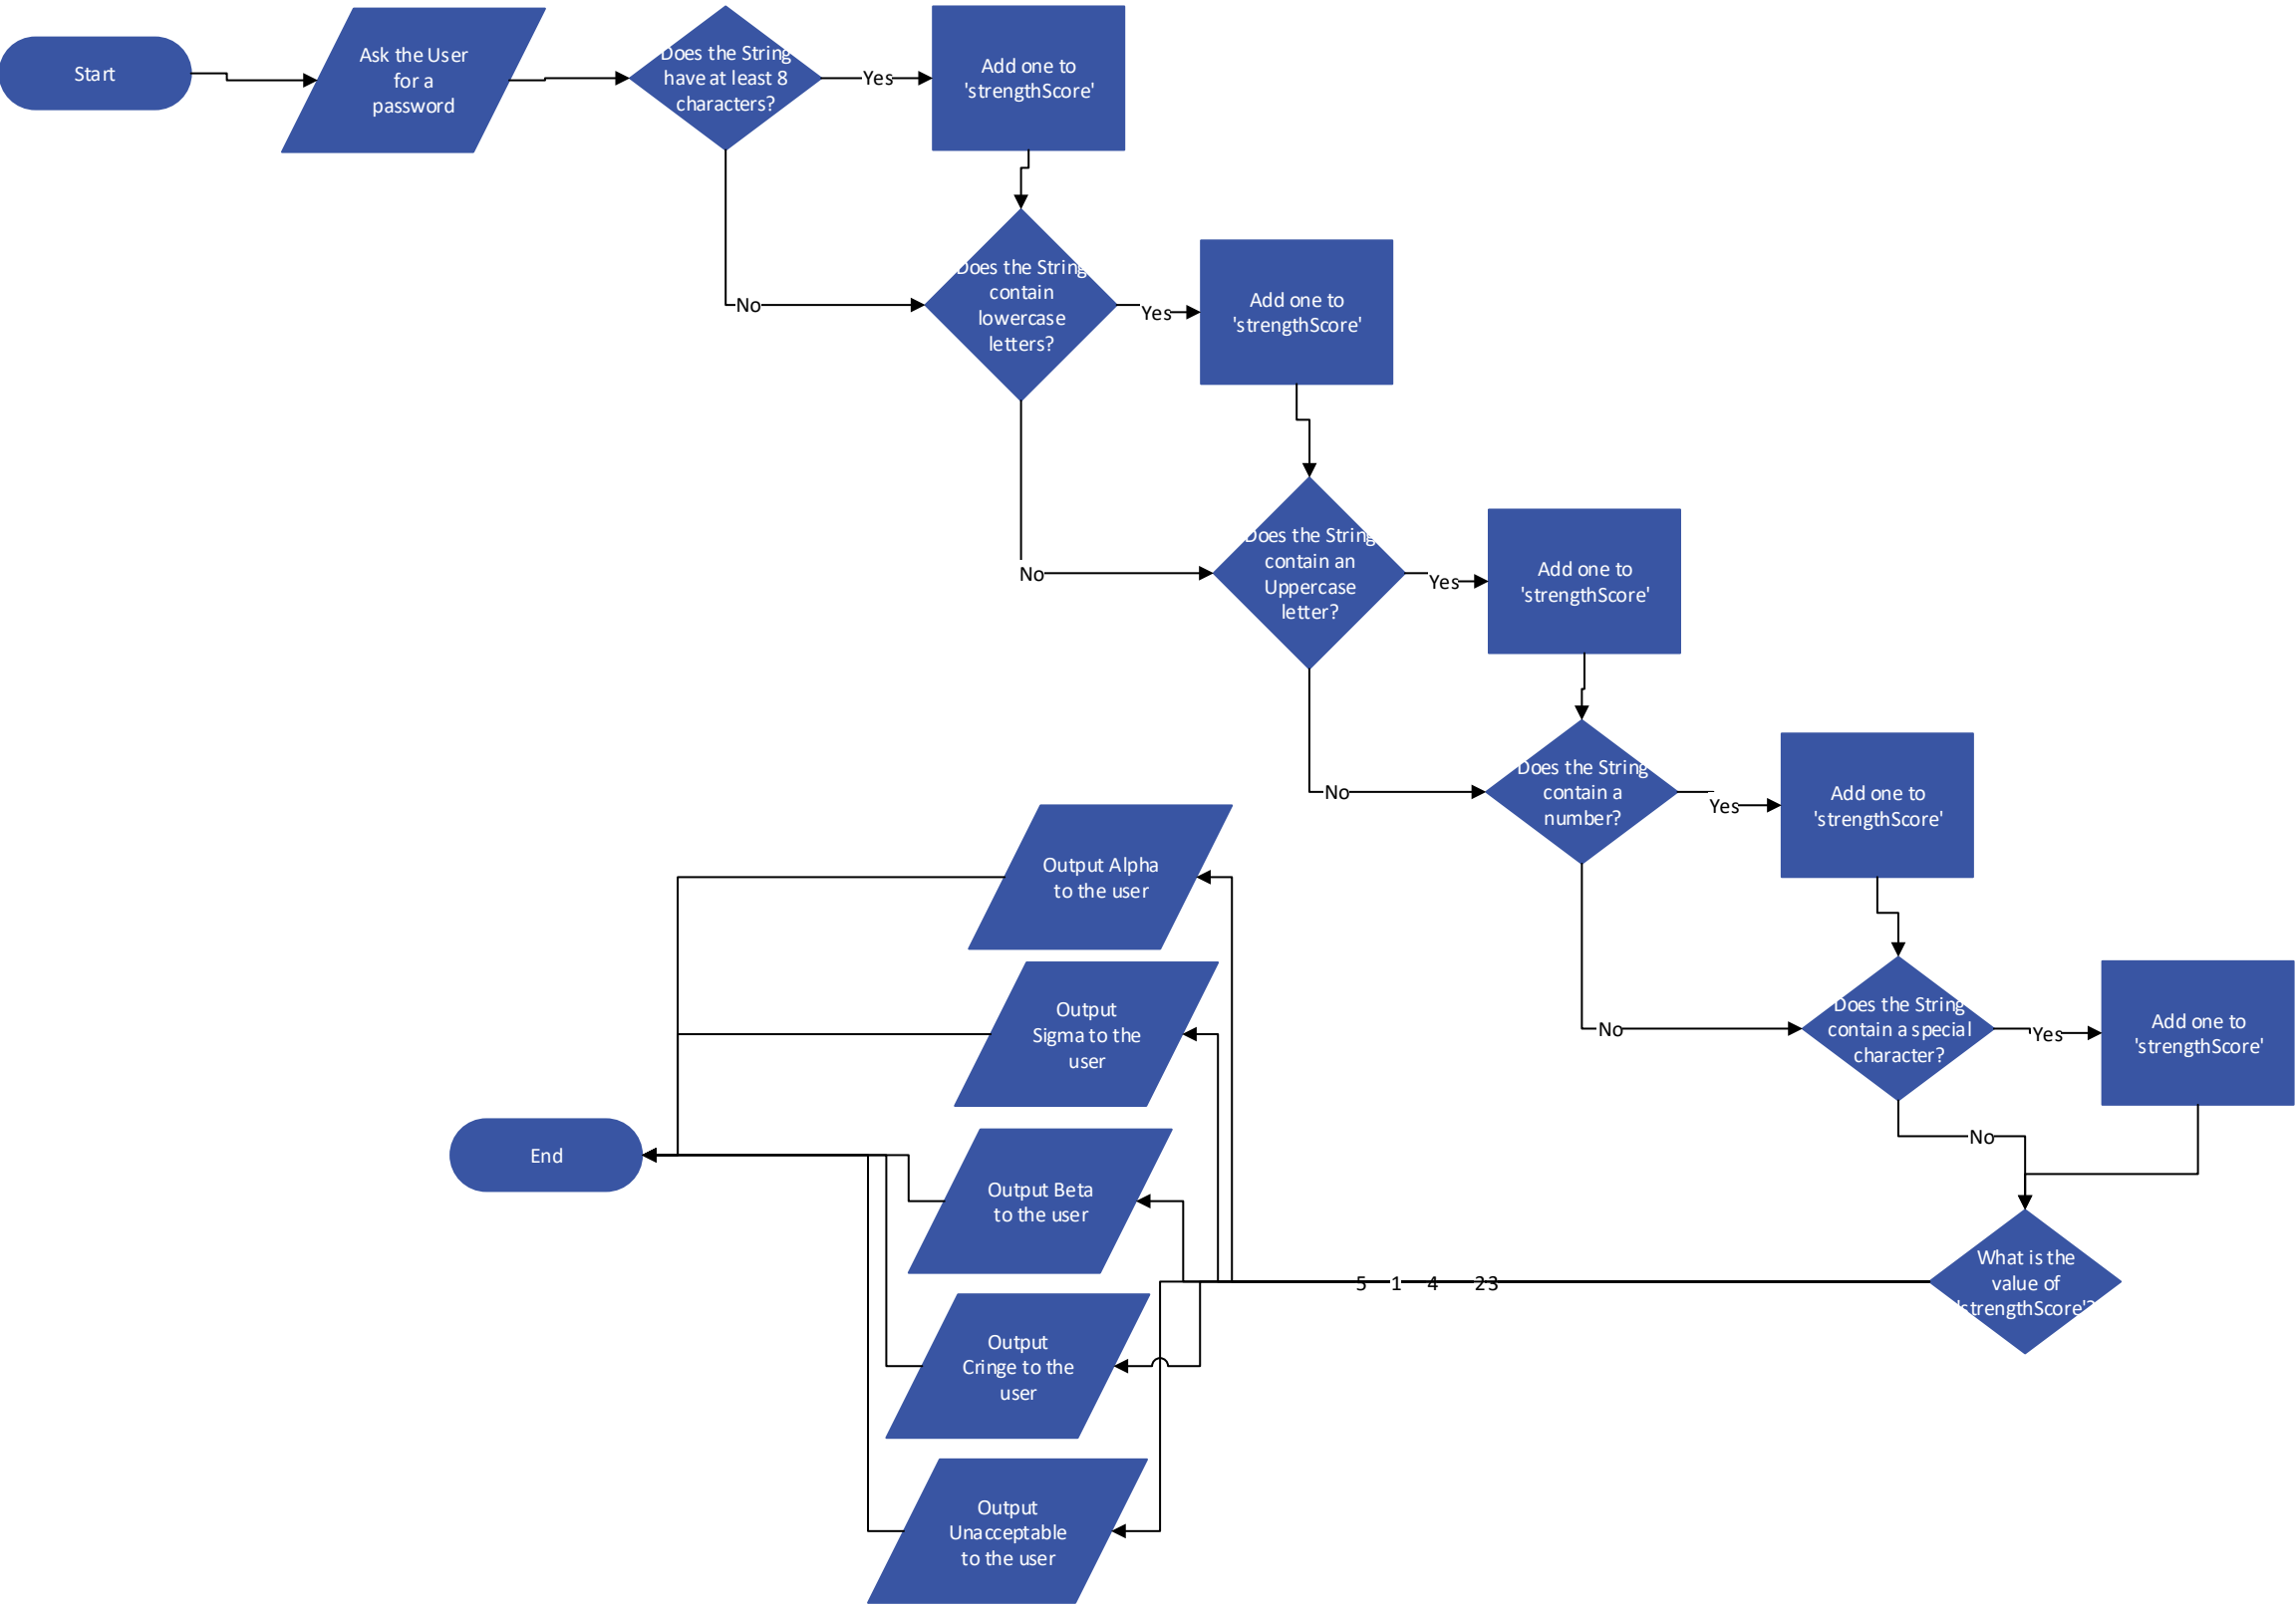 Start
Ask the User
for a
password
Does the String
have at least 8
characters?
Yes
Add one to
'strengthScore'
No
Does the String
contain
lowercase
letters?
Yes
Add one to
'strengthScore'
No
Does the String
contain an
Uppercase
letter?
Yes
Add one to
'strengthScore'
No
Does the String
contain a
number?
Yes
Add one to
'strengthScore'
No
Does the String
contain a special
character?
Yes
Add one to
'strengthScore'
No
What is the
value of
'strengthScore'?
5 1 4 2 3
Output Alpha
to the user
Output
Sigma to the
user
Output Beta
to the user
Output
Cringe to the
user
Output
Unacceptable
to the user
End